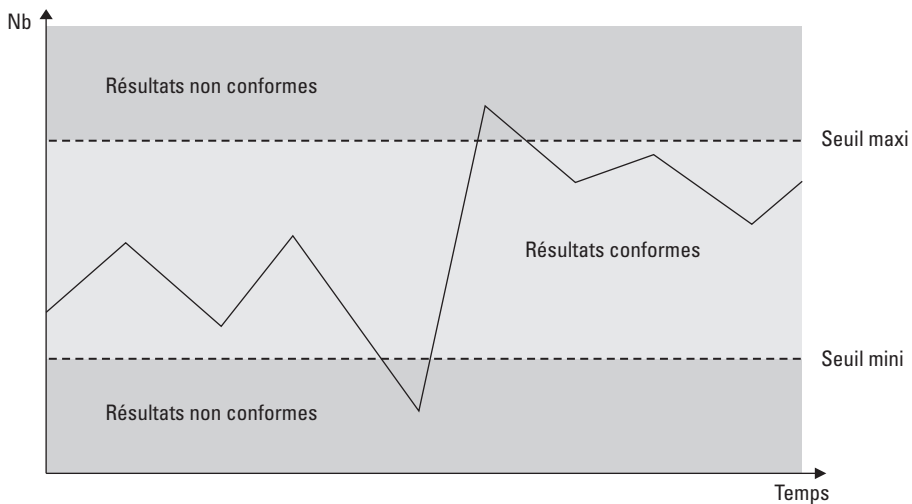 Nb
Résultats non conformes
Seuil maxi
Résultats conformes
Seuil mini
Résultats non conformes
Temps